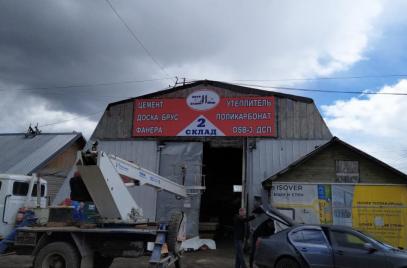 ЦЕМЕНТ
УТЕПЛИТЕЛЬ
ДОСКА. БРУС
ПОЛИКАРБОНАТ
ФАНЕРА
2
СКЛАД
OSB-3, ДСП
ISOVER